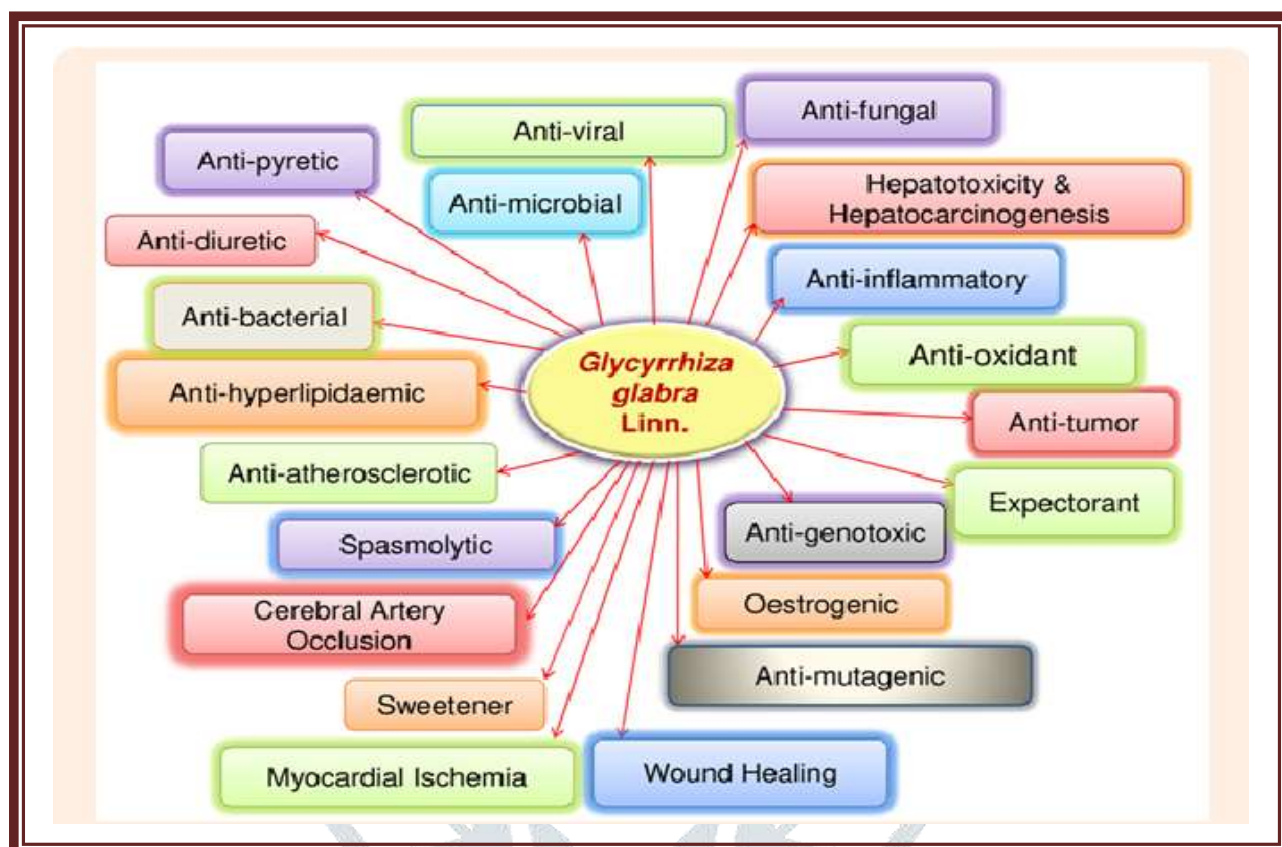 Anti-fungal
Anti-viral
Anti-pyretic
Anti-microbial
Hepatotoxicity &
Hepatocarcinogenesis
Anti-diuretic
Anti-inflammatory
Anti-bacterial
Anti-oxidant
Anti-hyperlipidaemic
Glycyrrhiza
glabra
Linn.
Anti-tumor
Anti-atherosclerotic
Expectorant
Anti-genotoxic
Spasmolytic
Oestrogenic
Cerebral Artery
Occlusion
Anti-mutagenic
Sweetener
Myocardial Ischemia
Wound Healing